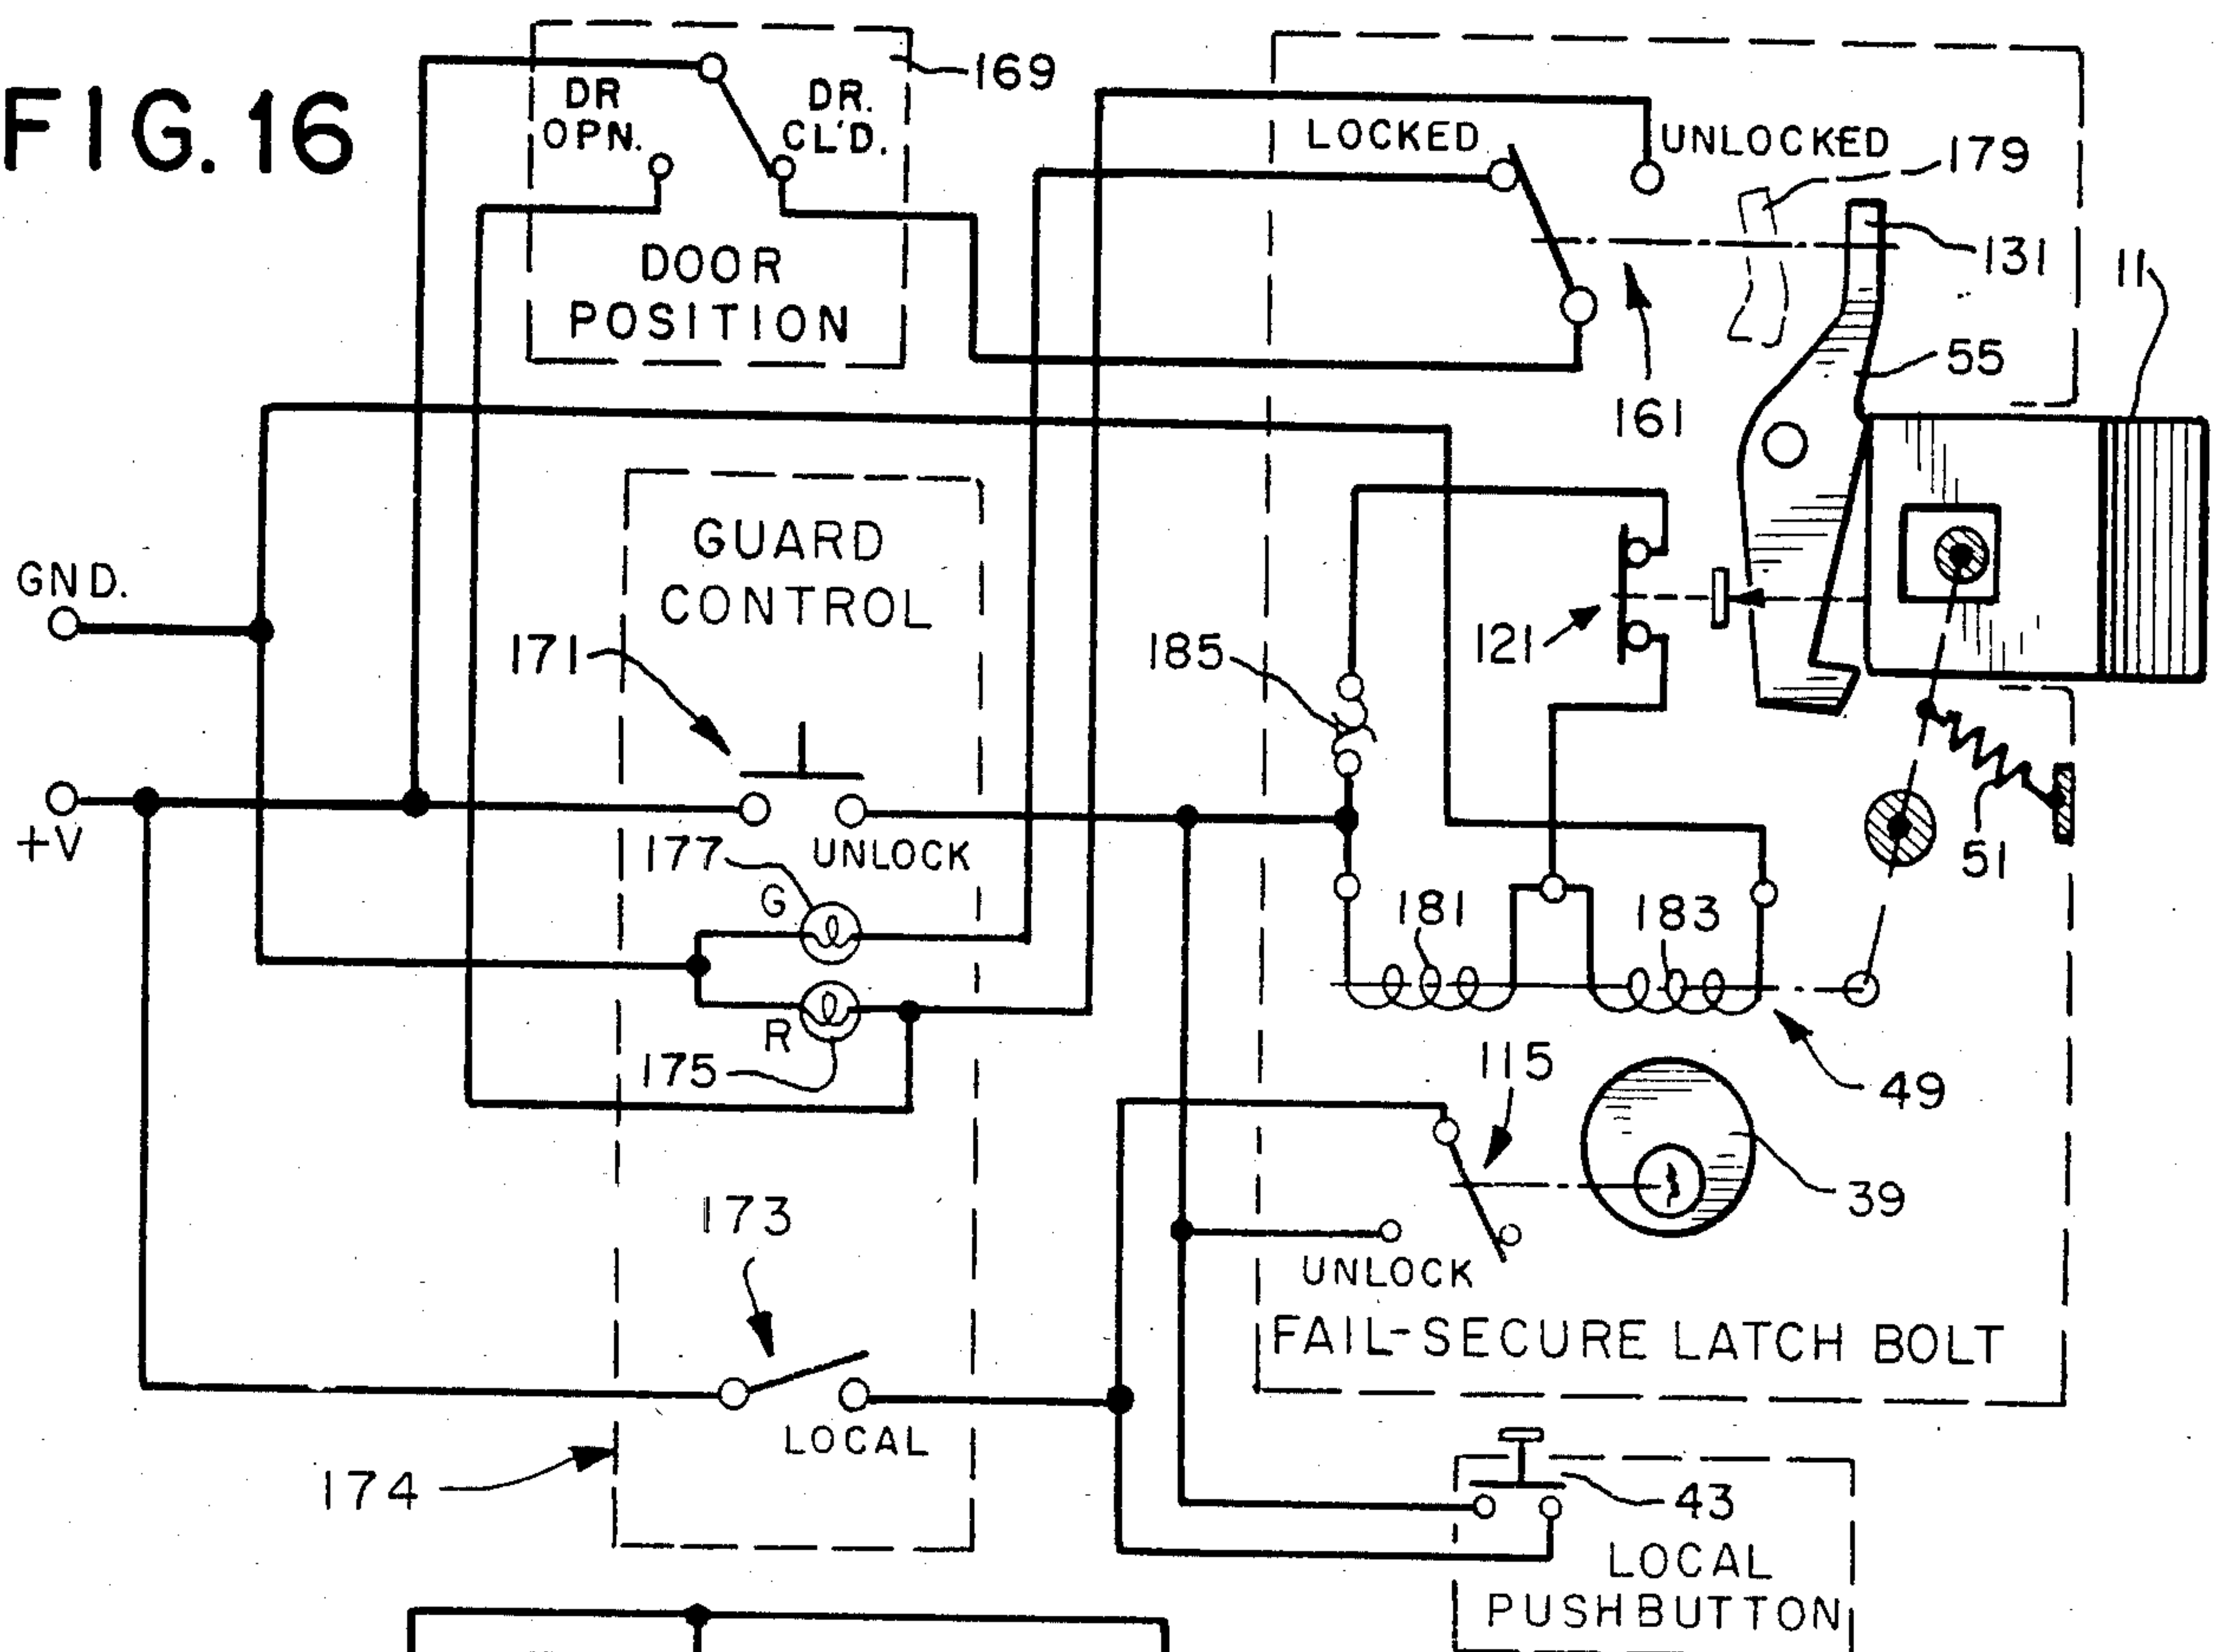 FIG. 16
DR OPN.
DR. CL'D.
169
DOOR
POSITION
LOCKED
UNLOCKED
179
131
11
55
161
GUARD
CONTROL
GND.
171
185
121
+V
177
UNLOCK
G
181
183
51
R
175
115
49
39
173
UNLOCK
FAIL-SECURE LATCH BOLT
LOCAL
174
43
LOCAL
PUSHBUTTON